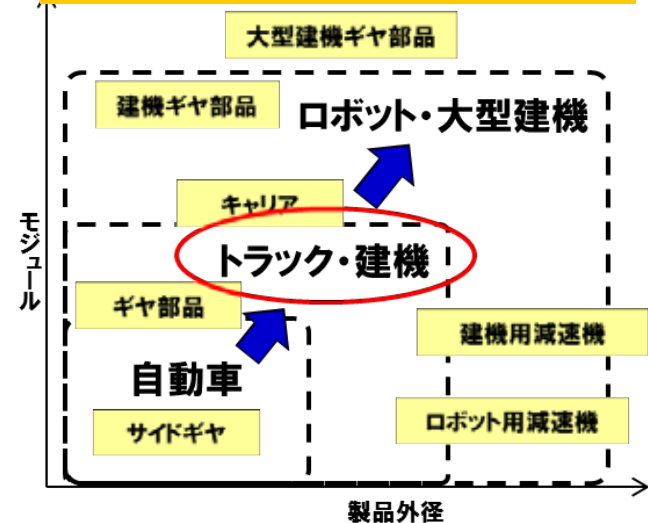 大型建機ギヤ部品
建機ギヤ部品
ロボット・大型建機
キャリア
トラック・建機
モジュール
ギヤ部品
建機用減速機
自動車
ロボット用減速機
サイドギヤ
製品外径